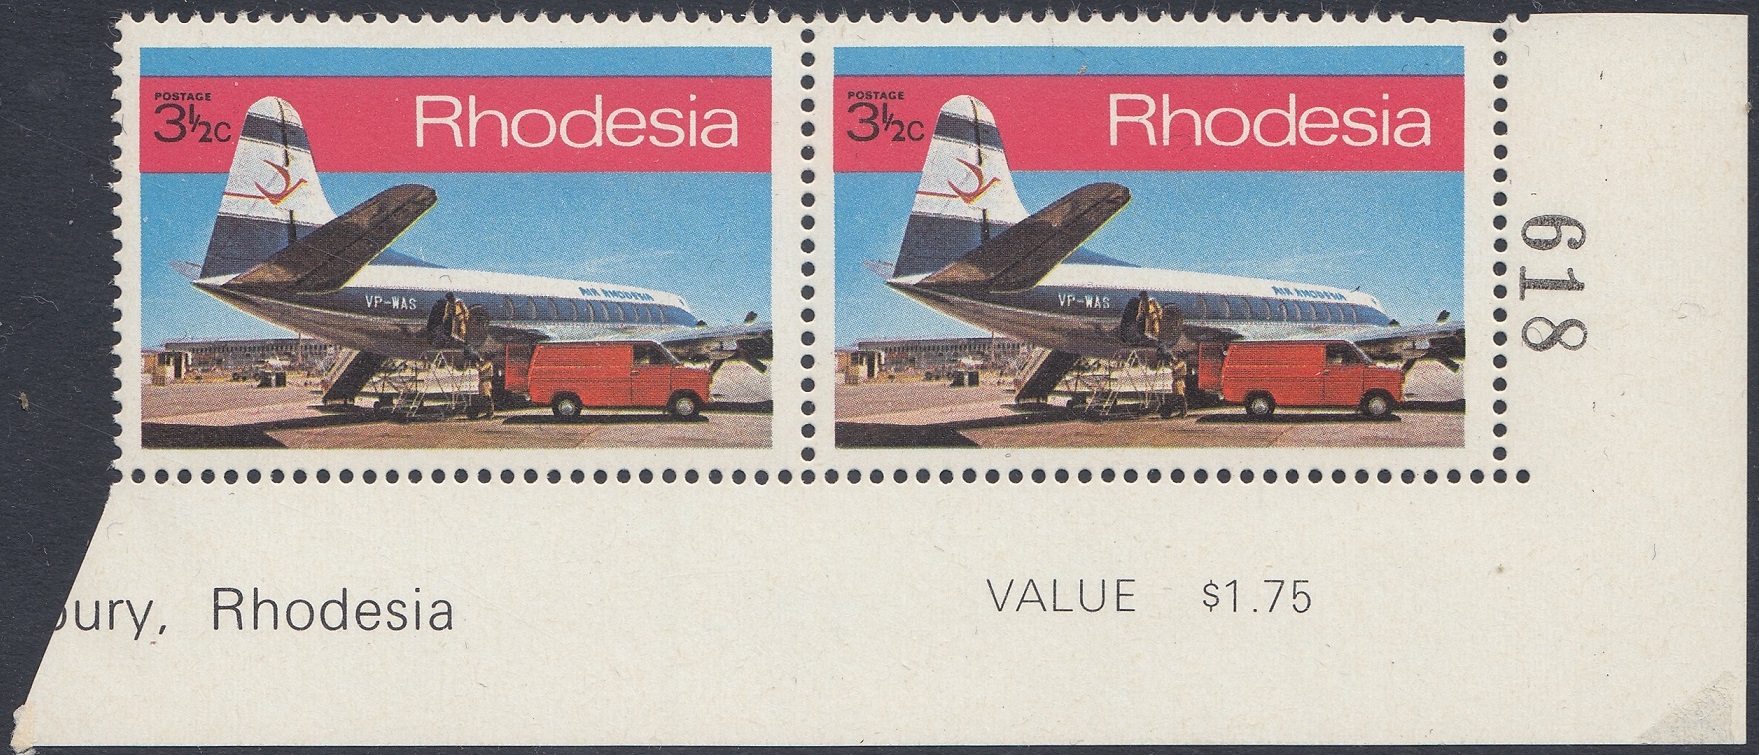 POSTAGE
3½c
Rhodesia
AIR RHODESIA
VP-WAS
POSTAGE
3½c
Rhodesia
AIR RHODESIA
VP-WAS
618
bury, Rhodesia
VALUE $1.75